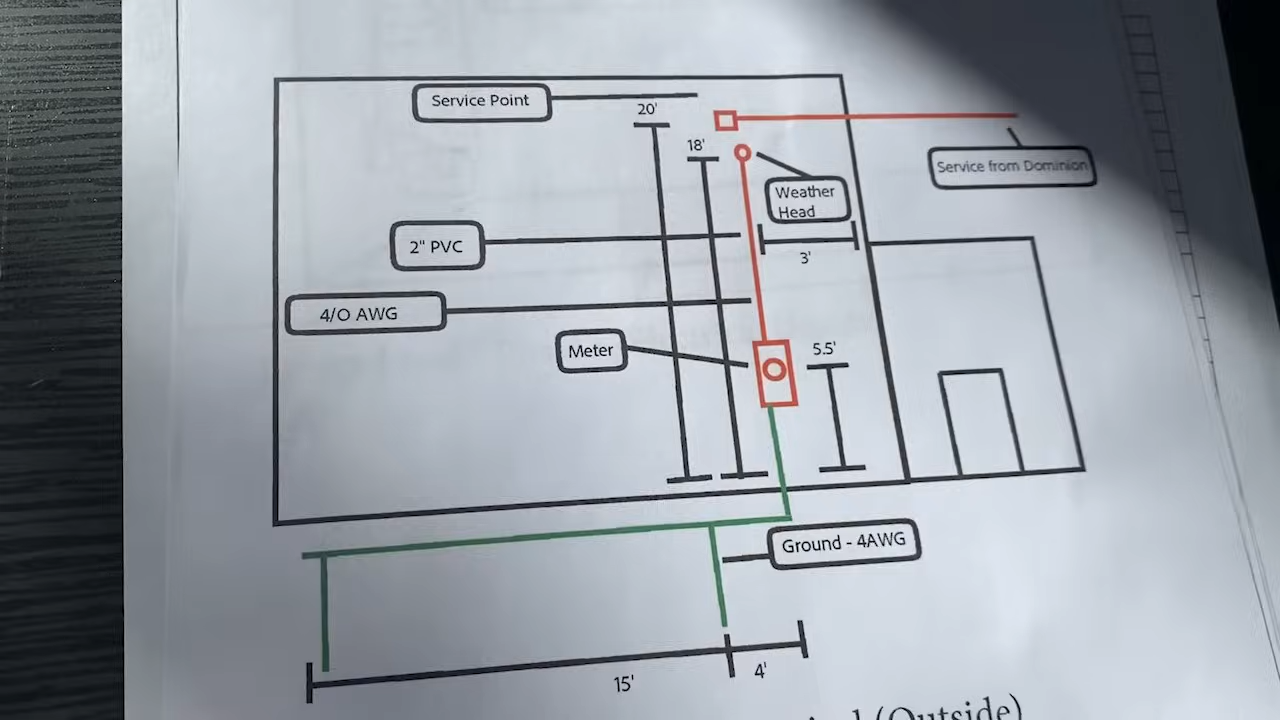 Service Point
20'
18'
Service from Dominion
Weather
Head
2" PVC
3'
4/O AWG
Meter
5.5'
Ground - 4AWG
15'
4'
(Outside)